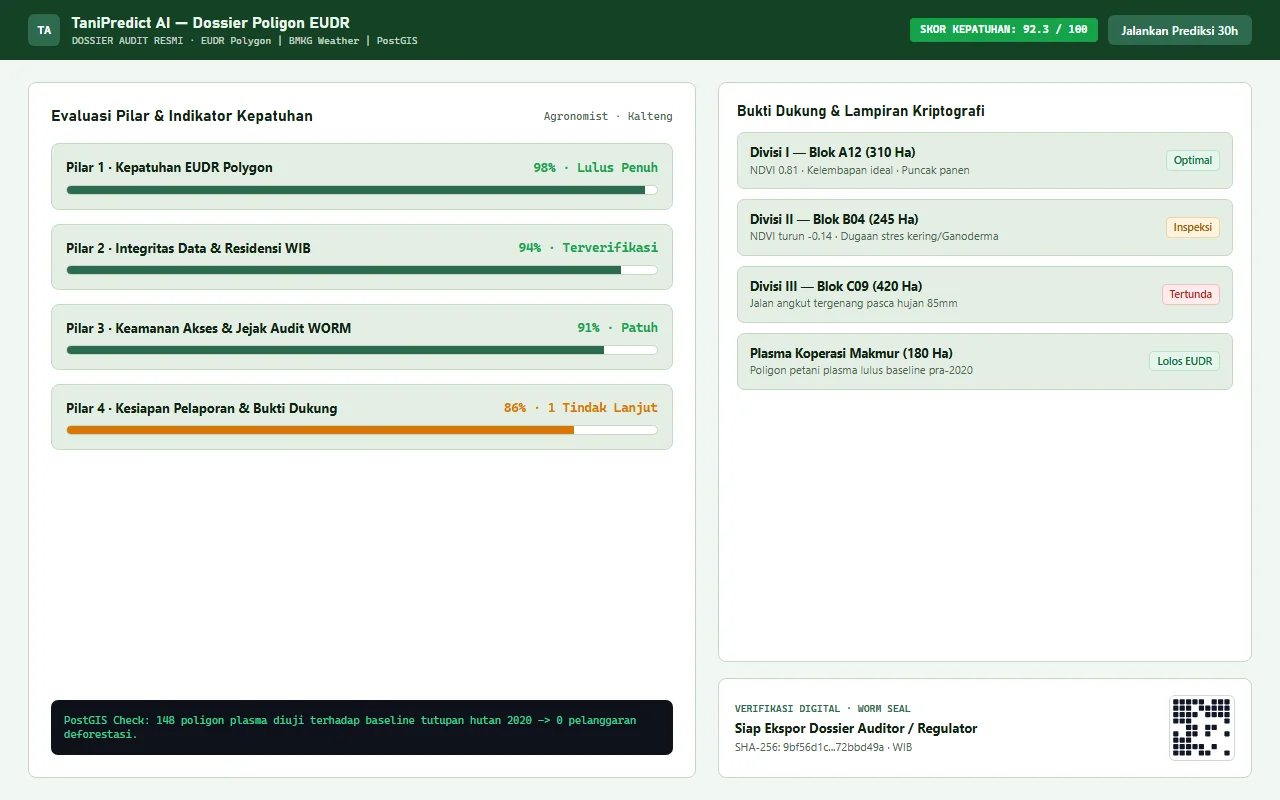 TA
TaniPredict AI — Dossier Poligon EUDR
DOSSIER AUDIT RESMI · EUDR Polygon | BMKG Weather | PostGIS
SKOR KEPATUHAN: 92.3 / 100
Jalankan Prediksi 30h
Evaluasi Pilar & Indikator Kepatuhan
Agronomist · Kalteng
Pilar 1 · Kepatuhan EUDR Polygon
98% · Lulus Penuh
Pilar 2 · Integritas Data & Residensi WIB
94% · Terverifikasi
Pilar 3 · Keamanan Akses & Jejak Audit WORM
91% · Patuh
Pilar 4 · Kesiapan Pelaporan & Bukti Dukung
86% · 1 Tindak Lanjut
PostGIS Check: 148 poligon plasma diuji terhadap baseline tutupan hutan 2020 —> 0 pelanggaran
deforestasi.
Bukti Dukung & Lampiran Kriptografi
Divisi I — Blok A12 (310 Ha)
NDVI 0.81 · Kelembapan ideal · Puncak panen
Optimal
Divisi II — Blok B04 (245 Ha)
NDVI turun -0.14 · Dugaan stres kering/Ganoderma
Inspeksi
Divisi III — Blok C09 (420 Ha)
Jalan angkut tergenang pasca hujan 85mm
Tertunda
Plasma Koperasi Makmur (180 Ha)
Poligon petani plasma lulus baseline pra-2020
Lolos EUDR
VERIFIKASI DIGITAL · WORM SEAL
Siap Ekspor Dossier Auditor / Regulator
SHA-256: 9bf56d1c…72bbd49a · WIB